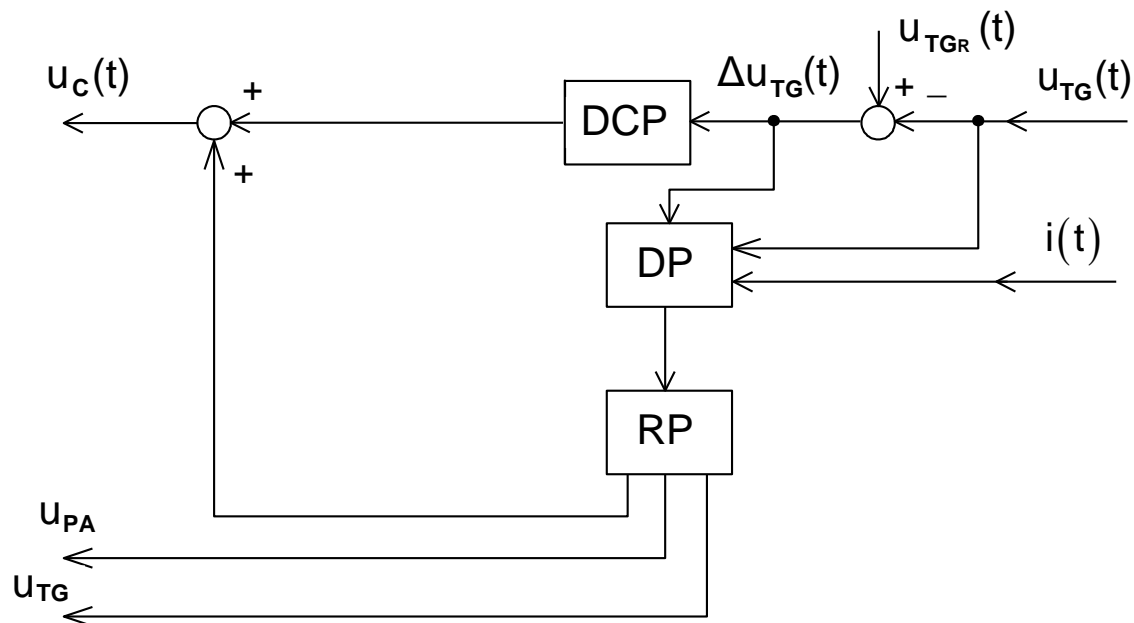 u_TGR(t)
u_C(t)
Δu_TG(t)
u_TG(t)
+
+ –
DCP
+
DP
i(t)
RP
u_PA
u_TG